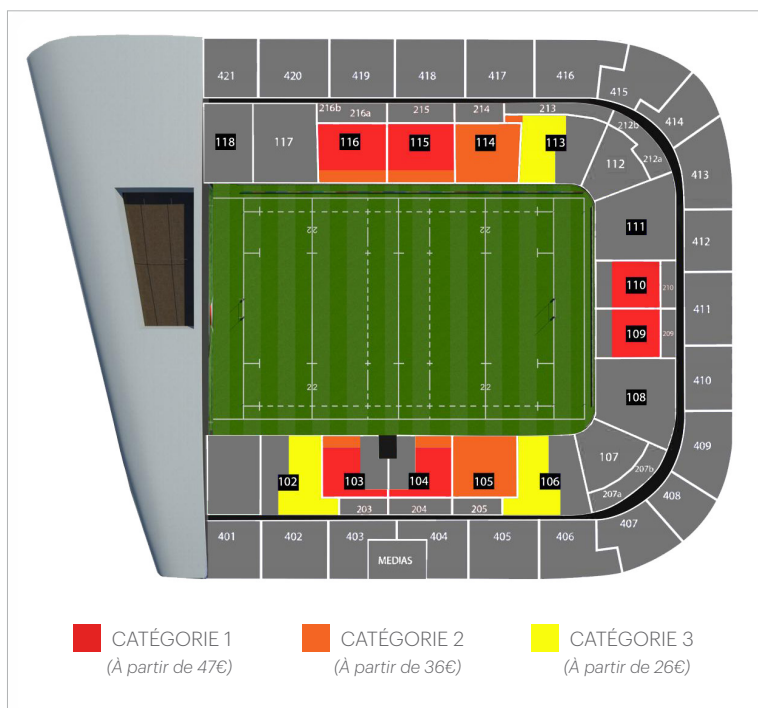 421 420 419 418 417 416
415
216b 216a 215 214 213
212b 414
118 117 116 115 114 113
112 212a
413
22 22
111
412
110 210
411
109 209
22 22
410
108
409
107
207b
102 103 104 105 106
207a 408
203 204 205
407
401 402 403 404 405 406
MEDIAS
CATÉGORIE 1 CATÉGORIE 2 CATÉGORIE 3
(À partir de 47€) (À partir de 36€) (À partir de 26€)